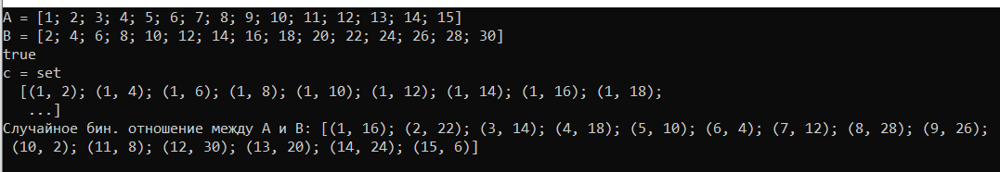 A = [1; 2; 3; 4; 5; 6; 7; 8; 9; 10; 11; 12; 13; 14; 15]
B = [2; 4; 6; 8; 10; 12; 14; 16; 18; 20; 22; 24; 26; 28; 30]
true
c = set
  [(1, 2); (1, 4); (1, 6); (1, 8); (1, 10); (1, 12); (1, 14); (1, 16); (1, 18);
   ...]
Случайное бин. отношение между A и B: [(1, 16); (2, 22); (3, 14); (4, 18); (5, 10); (6, 4); (7, 12); (8, 28); (9, 26);
 (10, 2); (11, 8); (12, 30); (13, 20); (14, 24); (15, 6)]